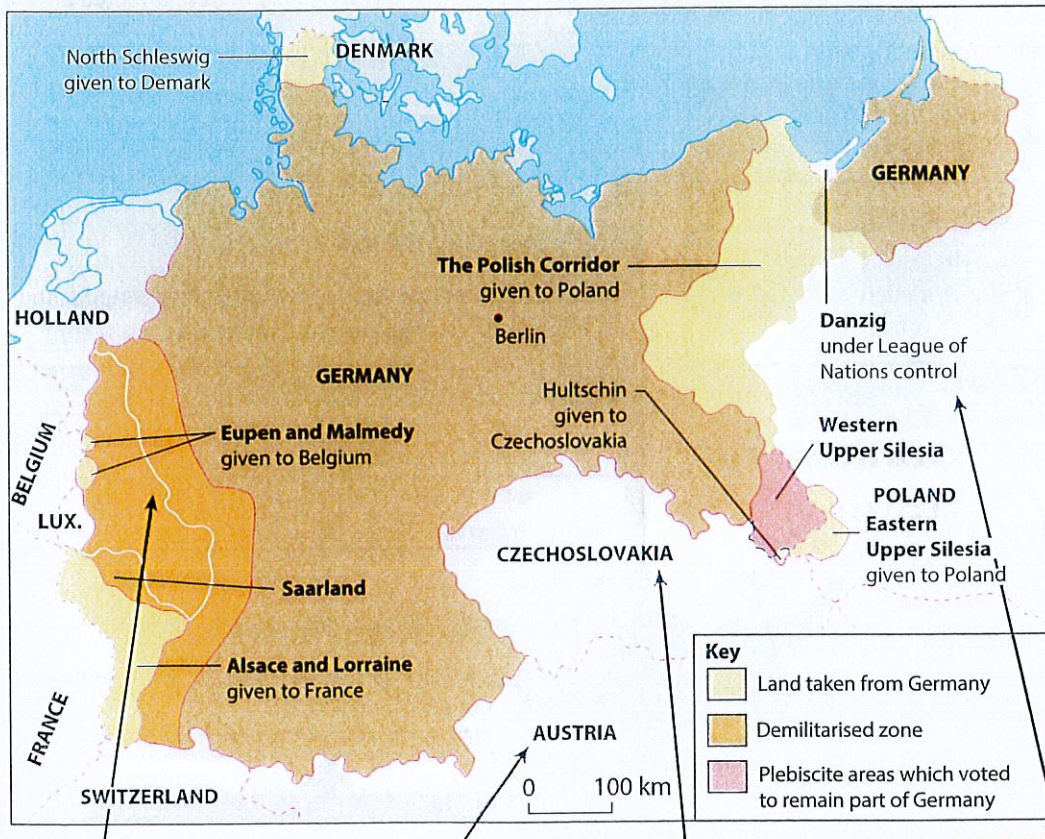 North Schleswig
given to Demark
DENMARK
GERMANY
The Polish Corridor
given to Poland
Berlin
HOLLAND
Danzig
under League of
Nations control
GERMANY
Hultschin
given to
Czechoslovakia
Eupen and Malmedy
given to Belgium
BELGIUM
Western
Upper Silesia
LUX.
POLAND
Eastern
Upper Silesia
given to Poland
CZECHOSLOVAKIA
Saarland
Alsace and Lorraine
given to France
FRANCE
AUSTRIA
0 100 km
SWITZERLAND
Key
Land taken from Germany
Demilitarised zone
Plebiscite areas which voted
to remain part of Germany